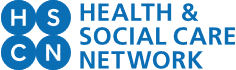 HS
CN
HEALTH &
SOCIAL CARE
NETWORK